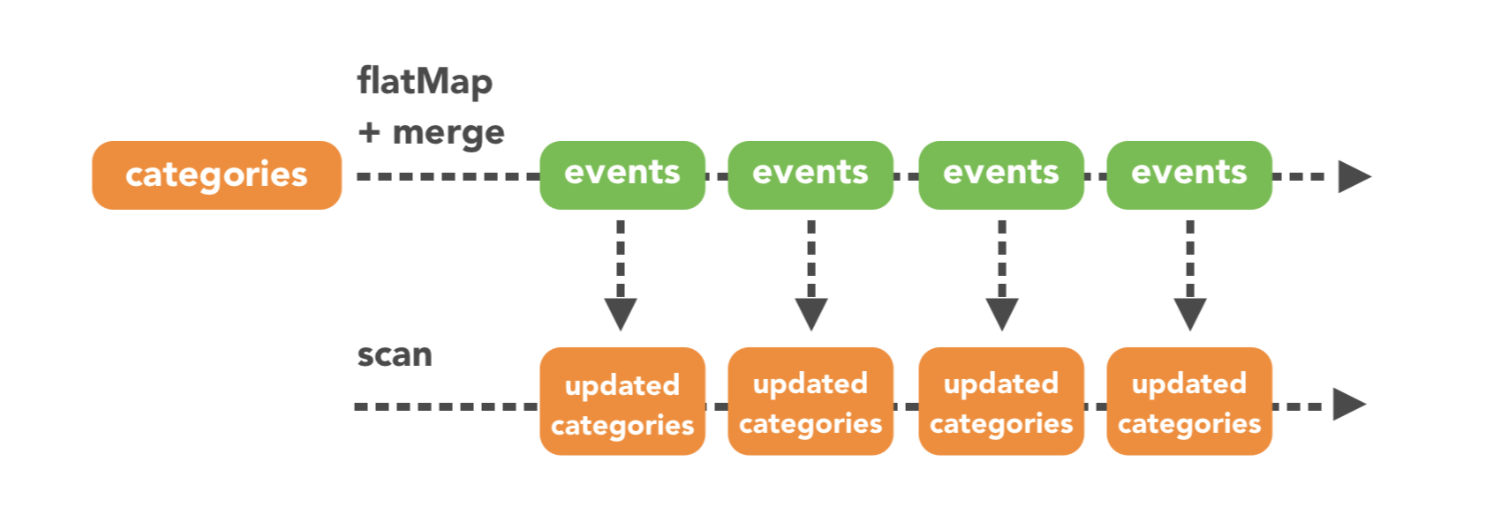 flatMap
+ merge
categories
events
events
events
events
scan
updated
categories
updated
categories
updated
categories
updated
categories